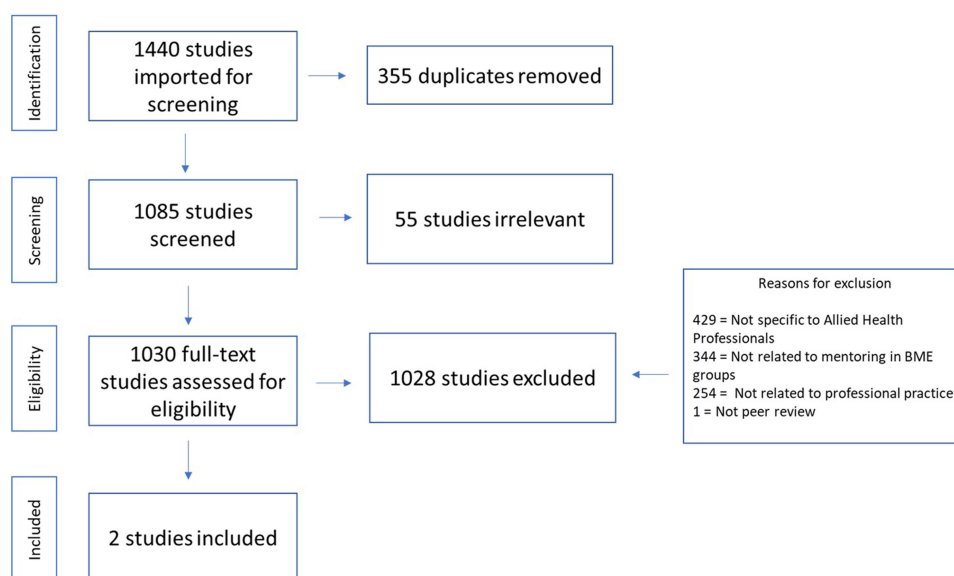 Identification
1440 studies
imported for
screening
355 duplicates removed
Screening
1085 studies
screened
55 studies irrelevant
Eligibility
1030 full-text
studies assessed for
eligibility
1028 studies excluded
Reasons for exclusion
429 = Not specific to Allied Health
Professionals
344 = Not related to mentoring in BME
groups
254 = Not related to professional practice
1 = Not peer review
Included
2 studies included